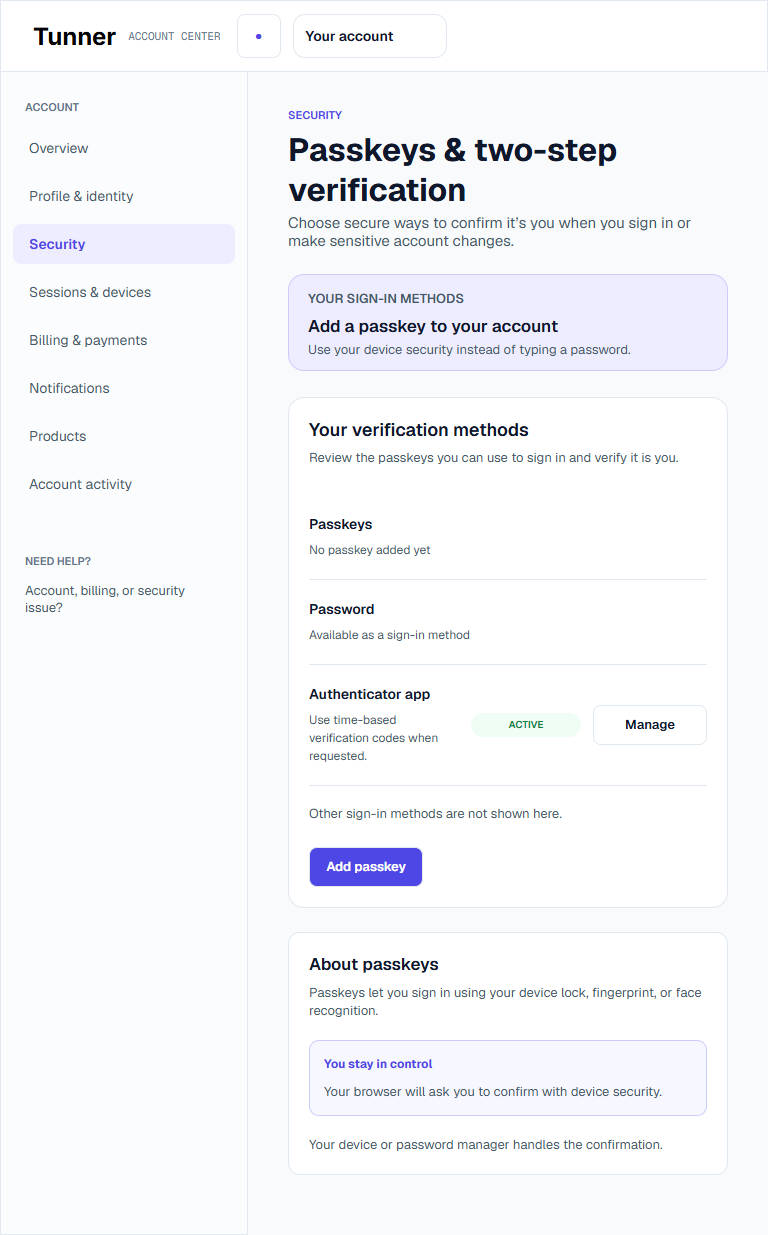 Tunner ACCOUNT CENTER
Your account
ACCOUNT
Overview
Profile & identity
Security
Sessions & devices
Billing & payments
Notifications
Products
Account activity
NEED HELP?
Account, billing, or security
issue?
SECURITY
Passkeys & two-step
verification
Choose secure ways to confirm it’s you when you sign in or
make sensitive account changes.
YOUR SIGN-IN METHODS
Add a passkey to your account
Use your device security instead of typing a password.
Your verification methods
Review the passkeys you can use to sign in and verify it is you.
Passkeys
No passkey added yet
Password
Available as a sign-in method
Authenticator app
Use time-based
verification codes when
requested.
ACTIVE
Manage
Other sign-in methods are not shown here.
Add passkey
About passkeys
Passkeys let you sign in using your device lock, fingerprint, or face
recognition.
You stay in control
Your browser will ask you to confirm with device security.
Your device or password manager handles the confirmation.